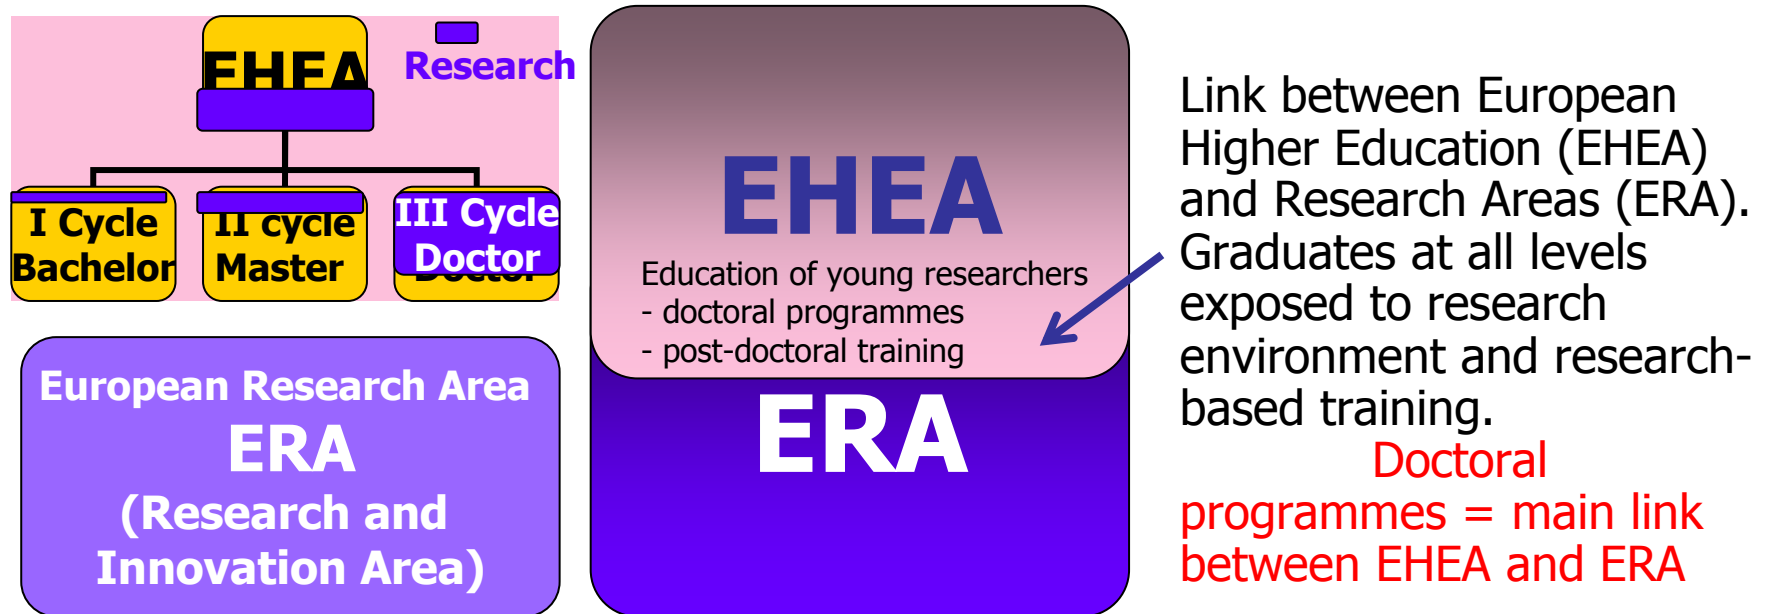 EHEA
Research
I Cycle
Bachelor
II cycle
Master
III Cycle
Doctor
Doctor
European Research Area
ERA
(Research and
Innovation Area)
EHEA
Education of young researchers
- doctoral programmes
- post-doctoral training
ERA
Link between European
Higher Education (EHEA)
and Research Areas (ERA).
Graduates at all levels
exposed to research
environment and research-
based training.
Doctoral
programmes = main link
between EHEA and ERA